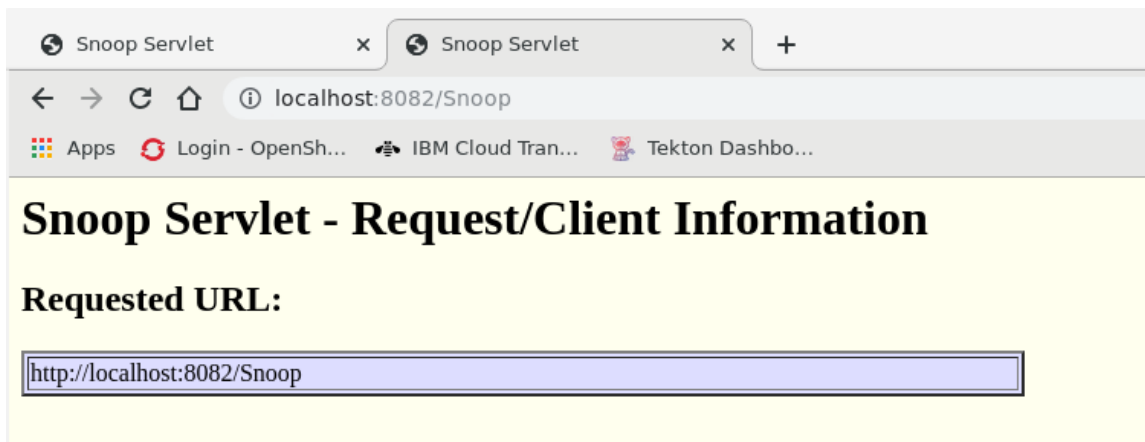 Snoop Servlet Snoop Servlet
localhost:8082/Snoop
Apps Login - OpenSh... IBM Cloud Tran... Tekton Dashbo...
Snoop Servlet - Request/Client Information
Requested URL:
http://localhost:8082/Snoop